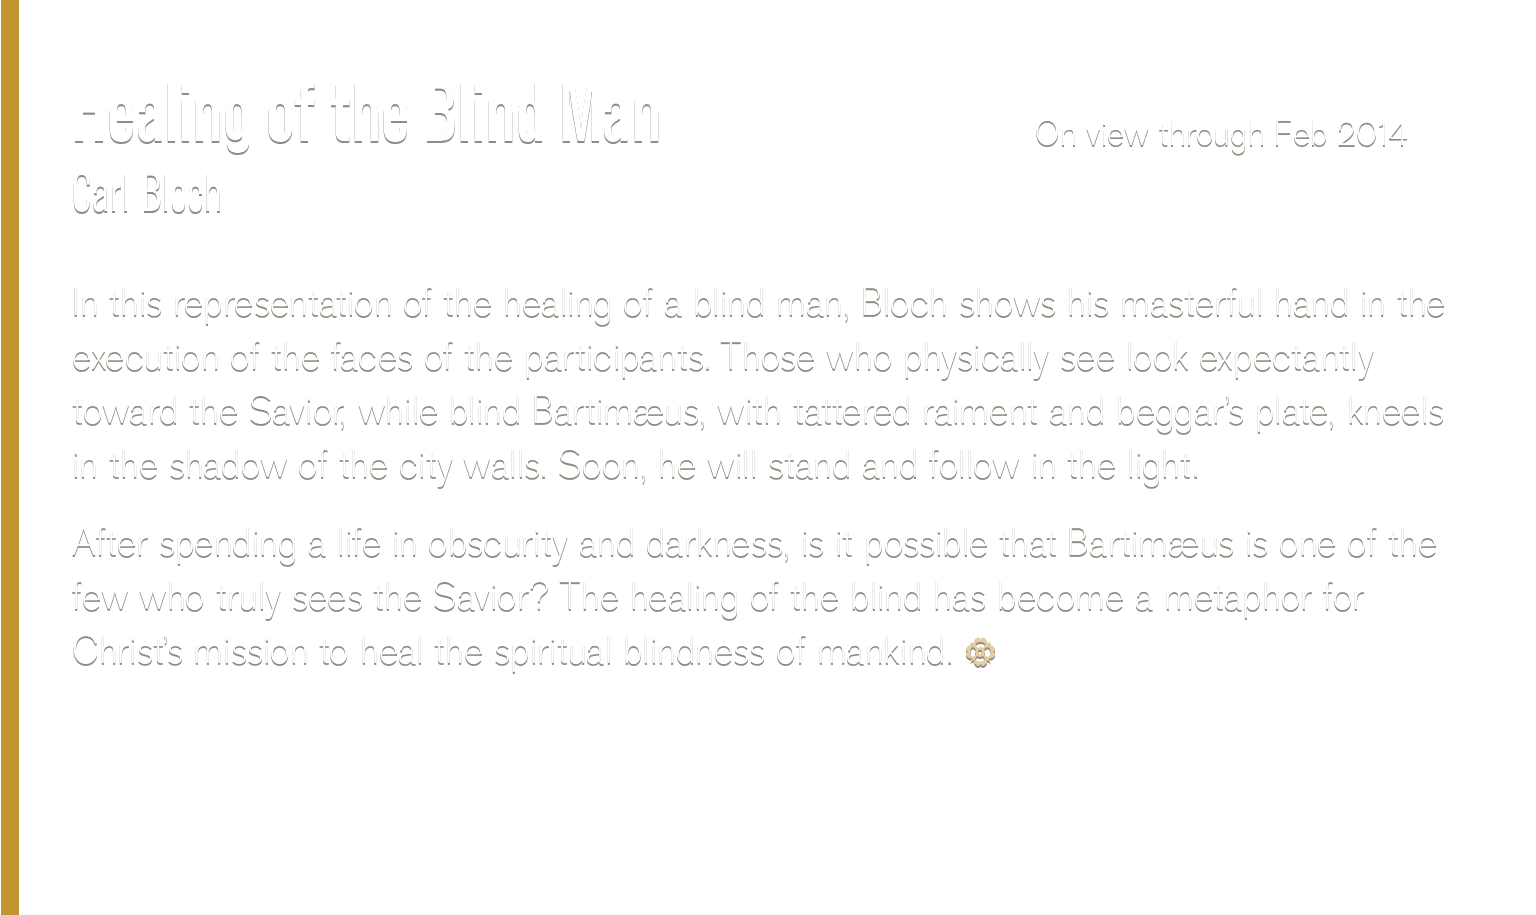 Healing of the Blind Man
On view through Feb 2014
Carl Bloch
In this representation of the healing of a blind man, Bloch shows his masterful hand in the
execution of the faces of the participants. Those who physically see look expectantly
toward the Savior, while blind Bartimæus, with tattered raiment and beggar’s plate, kneels
in the shadow of the city walls. Soon, he will stand and follow in the light.
After spending a life in obscurity and darkness, is it possible that Bartimæus is one of the
few who truly sees the Savior? The healing of the blind has become a metaphor for
Christ’s mission to heal the spiritual blindness of mankind.